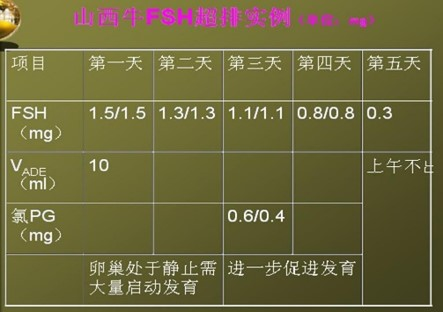 山西牛FSH超排实例（单位：mg）
项目 第一天 第二天 第三天 第四天 第五天
FSH 1.5/1.5 1.3/1.3 1.1/1.1 0.8/0.8 0.3
（mg）
VADE 10 上午不
（ml）
氯PG 0.6/0.4
（mg）
卵巢处于静止需 进一步促进发育
大量启动发育